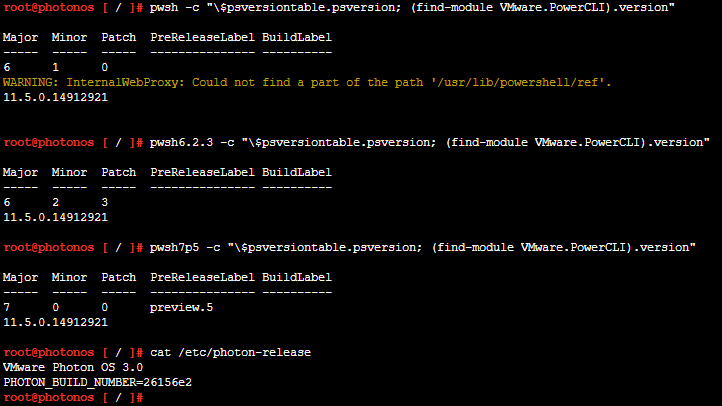 root@photonos [ / ]# pwsh -c "\$psversiontable.psversion; (find-module VMware.PowerCLI).version"
Major  Minor  Patch  PreReleaseLabel BuildLabel
-----  -----  -----  --------------- ----------
6      1      0
WARNING: InternalWebProxy: Could not find a part of the path '/usr/lib/powershell/ref'.
11.5.0.14912921
root@photonos [ / ]# pwsh6.2.3 -c "\$psversiontable.psversion; (find-module VMware.PowerCLI).version"
Major  Minor  Patch  PreReleaseLabel BuildLabel
-----  -----  -----  --------------- ----------
6      2      3
11.5.0.14912921
root@photonos [ / ]# pwsh7p5 -c "\$psversiontable.psversion; (find-module VMware.PowerCLI).version"
Major  Minor  Patch  PreReleaseLabel BuildLabel
-----  -----  -----  --------------- ----------
7      0      0      preview.5
11.5.0.14912921
root@photonos [ / ]# cat /etc/photon-release
VMware Photon OS 3.0
PHOTON_BUILD_NUMBER=26156e2
root@photonos [ / ]#